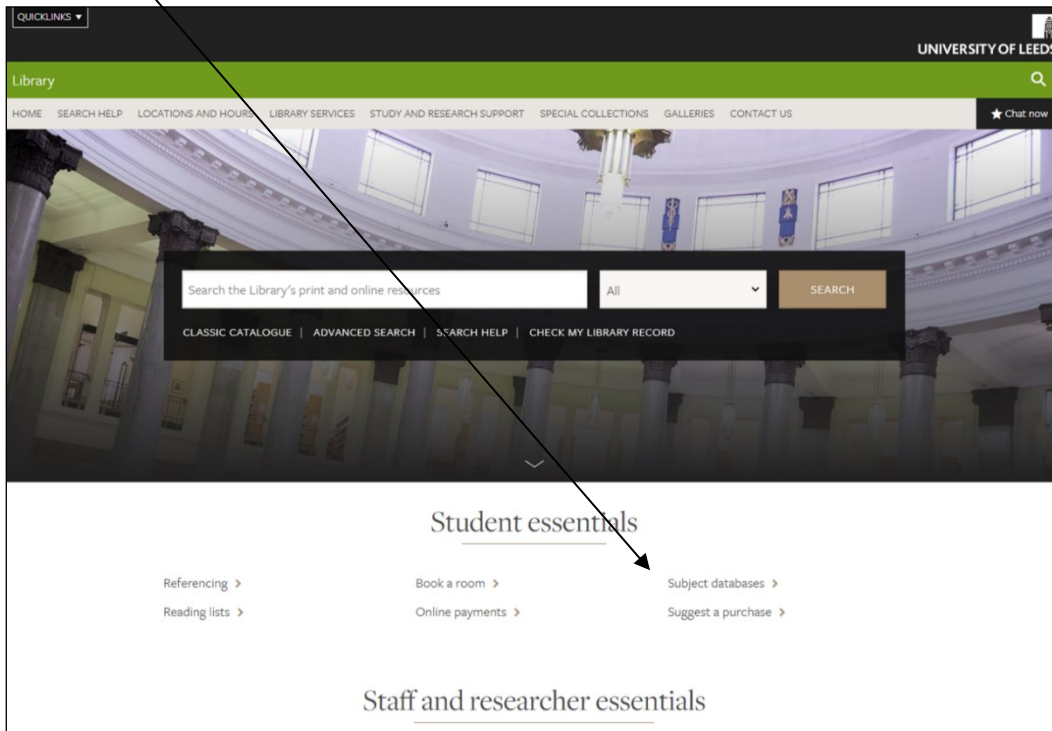 QUICKLINKS ▼
UNIVERSITY OF LEEDS
Library
HOME SEARCH HELP LOCATIONS AND HOURS LIBRARY SERVICES STUDY AND RESEARCH SUPPORT SPECIAL COLLECTIONS GALLERIES CONTACT US ★ Chat now
Search the Library's print and online resources All SEARCH
CLASSIC CATALOGUE | ADVANCED SEARCH | SEARCH HELP | CHECK MY LIBRARY RECORD
Student essentials
Referencing > Book a room > Subject databases >
Reading lists > Online payments > Suggest a purchase >
Staff and researcher essentials